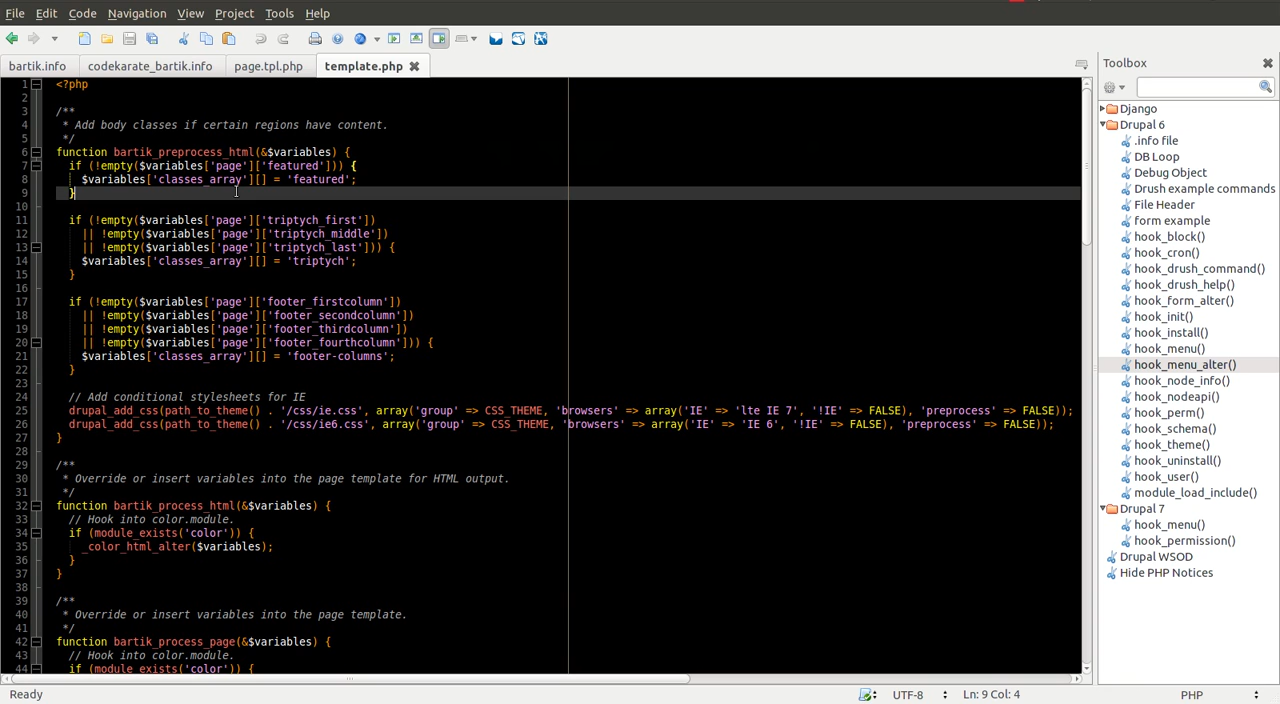 File Edit Code Navigation View Project Tools Help
bartik.info codekarate_bartik.info page.tpl.php template.php
1 <?php
2
3 /**
4  * Add body classes if certain regions have content.
5  */
6 function bartik_preprocess_html(&$variables) {
7   if (!empty($variables['page']['featured'])) {
8     $variables['classes_array'][] = 'featured';
9   }
10
11   if (!empty($variables['page']['triptych_first'])
12     || !empty($variables['page']['triptych_middle'])
13     || !empty($variables['page']['triptych_last'])) {
14     $variables['classes_array'][] = 'triptych';
15   }
16
17   if (!empty($variables['page']['footer_firstcolumn'])
18     || !empty($variables['page']['footer_secondcolumn'])
19     || !empty($variables['page']['footer_thirdcolumn'])
20     || !empty($variables['page']['footer_fourthcolumn'])) {
21     $variables['classes_array'][] = 'footer-columns';
22   }
23
24   // Add conditional stylesheets for IE
25   drupal_add_css(path_to_theme() . '/css/ie.css', array('group' => CSS_THEME, 'browsers' => array('IE' => 'lte IE 7', '!IE' => FALSE), 'preprocess' => FALSE));
26   drupal_add_css(path_to_theme() . '/css/ie6.css', array('group' => CSS_THEME, 'browsers' => array('IE' => 'IE 6', '!IE' => FALSE), 'preprocess' => FALSE));
27 }
28
29 /**
30  * Override or insert variables into the page template for HTML output.
31  */
32 function bartik_process_html(&$variables) {
33   // Hook into color.module.
34   if (module_exists('color')) {
35     _color_html_alter($variables);
36   }
37 }
38
39 /**
40  * Override or insert variables into the page template.
41  */
42 function bartik_process_page(&$variables) {
43   // Hook into color.module.
44   if (module_exists('color')) {
Toolbox
Django
Drupal 6
.info file
DB Loop
Debug Object
Drush example commands
File Header
form example
hook_block()
hook_cron()
hook_drush_command()
hook_drush_help()
hook_form_alter()
hook_init()
hook_install()
hook_menu()
hook_menu_alter()
hook_node_info()
hook_nodeapi()
hook_perm()
hook_schema()
hook_theme()
hook_uninstall()
hook_user()
module_load_include()
Drupal 7
hook_menu()
hook_permission()
Drupal WSOD
Hide PHP Notices
Ready UTF-8 Ln: 9 Col: 4 PHP